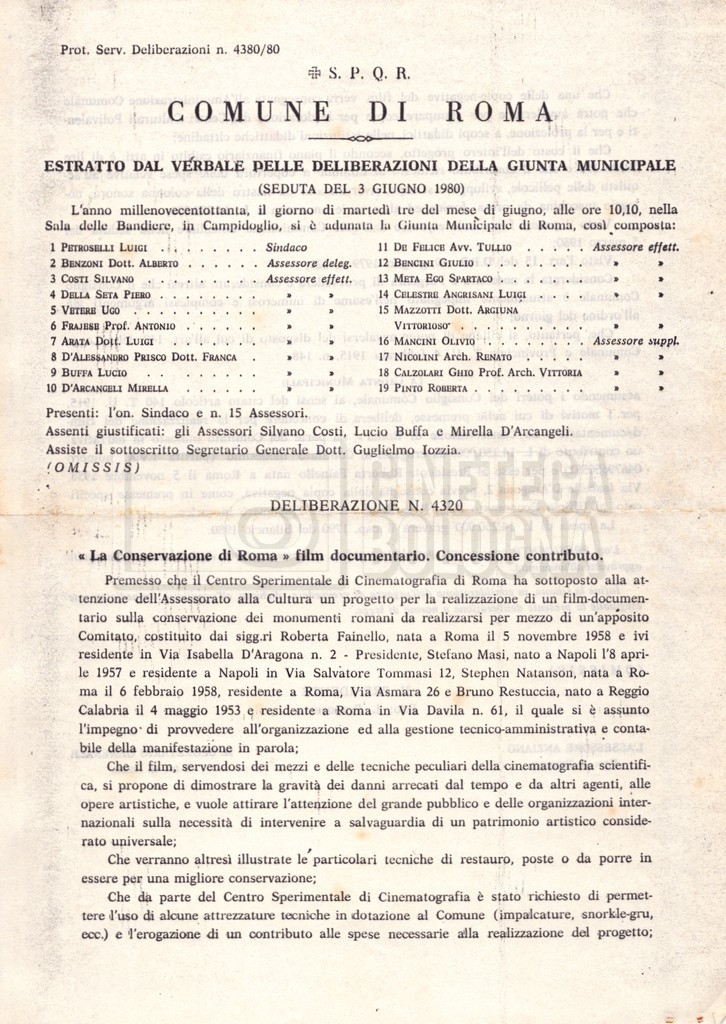 Prot. Serv. Deliberazioni n. 4380/80
S. P. Q. R.
COMUNE DI ROMA
ESTRATTO DAL VERBALE DELLE DELIBERAZIONI DELLA GIUNTA MUNICIPALE
(SEDUTA DEL 3 GIUGNO 1980)
L'anno millenovecentottanta, il giorno di martedì tre del mese di giugno, alle ore 10,10, nella
Sala delle Bandiere, in Campidoglio, si è adunata la Giunta Municipale di Roma, così composta:
1 PETROSELLI LUIGI . . . . . . . Sindaco
2 BENZONI DOTT. ALBERTO . . . . . . Assessore deleg.
3 COSTI SILVANO . . . . . . . . Assessore effett.
4 DELLA SETA PIERO . . . . . . . » »
5 VETERE UGO . . . . . . . . » »
6 FRAJESE PROF. ANTONIO . . . . . » »
7 ARATA DOTT. LUIGI . . . . . . » »
8 D'ALESSANDRO PRISCO DOTT. FRANCA . » »
9 BUFFA LUCIO . . . . . . . . » »
10 D'ARCANGELI MIRELLA . . . . . . » »
11 DE FELICE AVV. TULLIO . . . . Assessore effett.
12 BENCINI GIULIO . . . . . . » »
13 META EGO SPARTACO . . . . . » »
14 CELESTRE ANGRISANI LUIGI . . . . » »
15 MAZZOTTI DOTT. ARGIUNA
VITTORIOSO . . . . . . . . » »
16 MANCINI OLIVIO . . . . . . Assessore suppl.
17 NICOLINI ARCH. RENATO . . . . » »
18 CALZOLARI GHIO PROF. ARCH. VITTORIA » »
19 PINTO ROBERTA . . . . . . . » »
Presenti: l'on. Sindaco e n. 15 Assessori.
Assenti giustificati: gli Assessori Silvano Costi, Lucio Buffa e Mirella D'Arcangeli.
Assiste il sottoscritto Segretario Generale Dott. Guglielmo Iozzia.
(OMISSIS)
CINETECA
BOLOGNA
DELIBERAZIONE N. 4320
« La Conservazione di Roma » film documentario. Concessione contributo.
Premesso che il Centro Sperimentale di Cinematografia di Roma ha sottoposto alla at-
tenzione dell'Assessorato alla Cultura un progetto per la realizzazione di un film-documen-
tario sulla conservazione dei monumenti romani da realizzarsi per mezzo di un'apposito
Comitato, costituito dai sigg.ri Roberta Fainello, nata a Roma il 5 novembre 1958 e ivi
residente in Via Isabella D'Aragona n. 2 - Presidente, Stefano Masi, nato a Napoli l'8 apri-
le 1957 e residente a Napoli in Via Salvatore Tommasi 12, Stephen Natanson, nata a Ro-
ma il 6 febbraio 1958, residente a Roma, Via Asmara 26 e Bruno Restuccia, nato a Reggio
Calabria il 4 maggio 1953 e residente a Roma in Via Davila n. 61, il quale si è assunto
l'impegno di provvedere all'organizzazione ed alla gestione tecnico-amministrativa e conta-
bile della manifestazione in parola;
Che il film, servendosi dei mezzi e delle tecniche peculiari della cinematografia scientifi-
ca, si propone di dimostrare la gravità dei danni arrecati dal tempo e da altri agenti, alle
opere artistiche, e vuole attirare l'attenzione del grande pubblico e delle organizzazioni inter-
nazionali sulla necessità di intervenire a salvaguardia di un patrimonio artistico conside-
rato universale;
Che verranno altresì illustrate le particolari tecniche di restauro, poste o da porre in
essere per una migliore conservazione;
Che da parte del Centro Sperimentale di Cinematografia è stato richiesto di permet-
tere l'uso di alcune attrezzature tecniche in dotazione al Comune (impalcature, snorkle-gru,
ecc.) e l'erogazione di un contributo alle spese necessarie alla realizzazione del progetto;